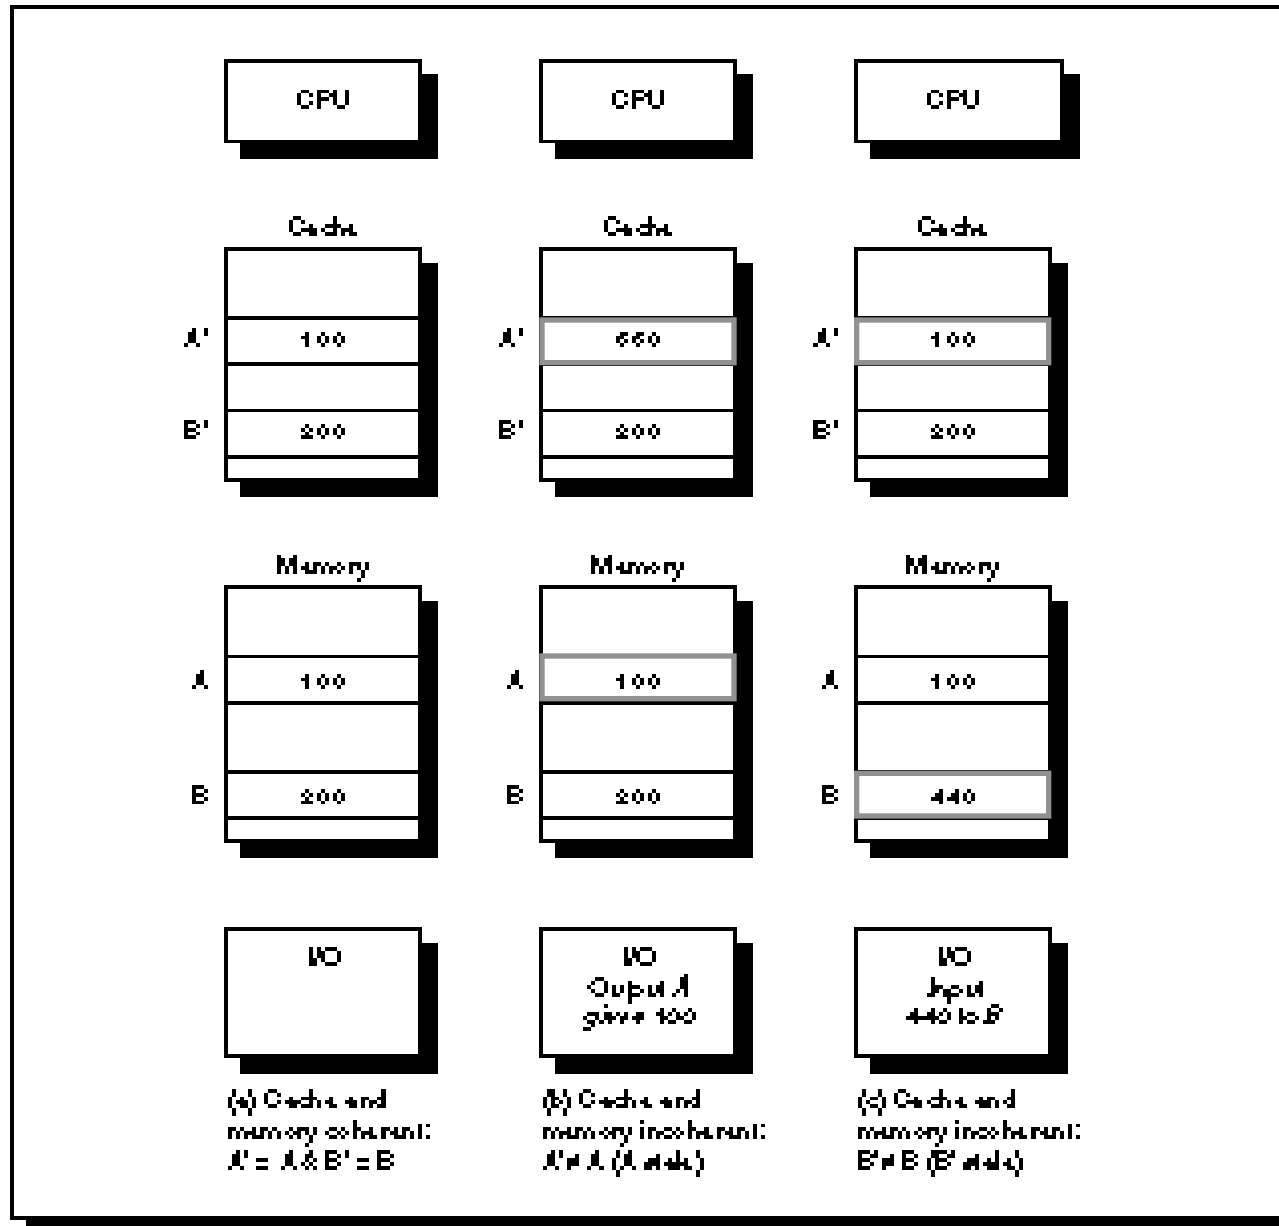 CPU
CPU
CPU
Cache
Cache
Cache
A' 100
A' 550
A' 100
B' 200
B' 200
B' 200
Memory
Memory
Memory
A 100
A 100
A 100
B 200
B 200
B 440
I/O
I/O
Output A
gives 100
I/O
Input
440 to B
(a) Cache and
memory coherent:
A' = A & B' = B
(b) Cache and
memory incoherent:
A' ≠ A (A stale)
(c) Cache and
memory incoherent:
B' ≠ B (B' stale)